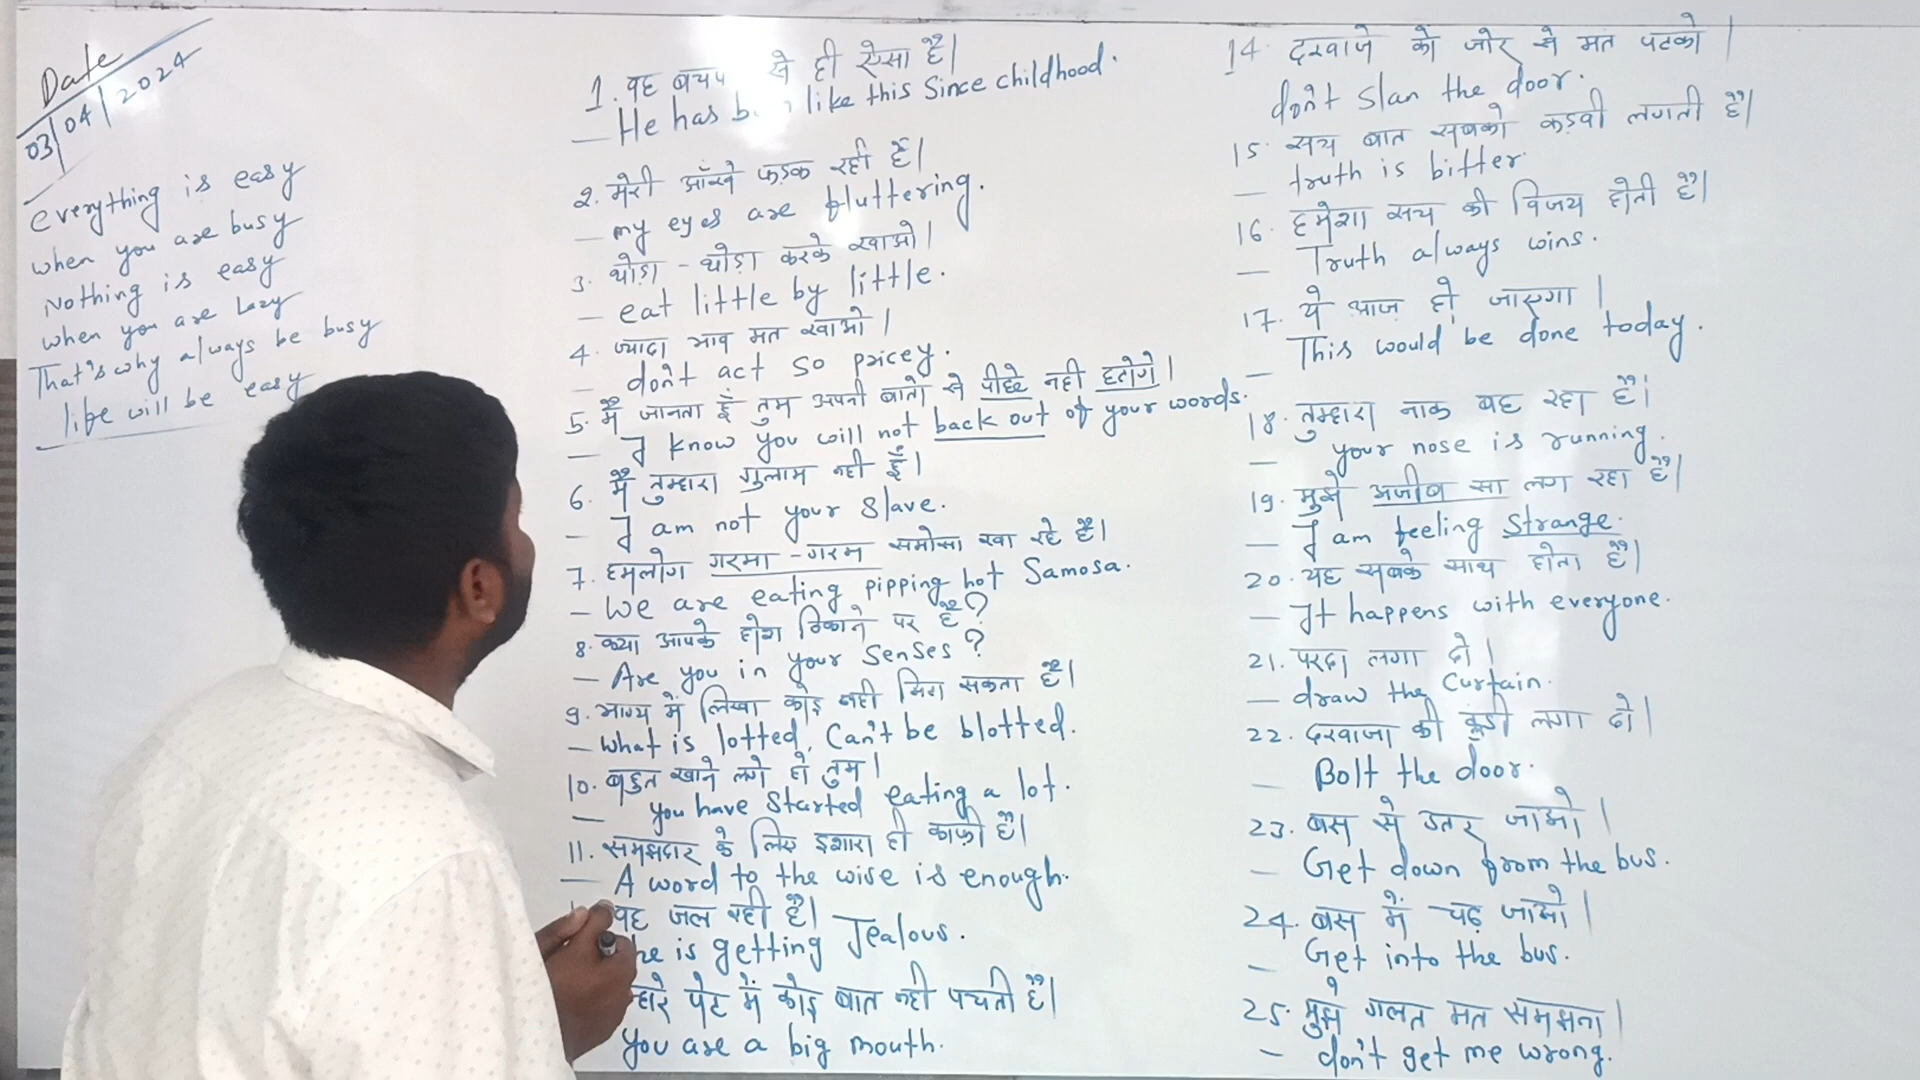 Date
03/04/2024
everything is easy
when you are busy
Nothing is easy
when you are lazy
That's why always be busy
life will be easy
1. वह बचप से ही ऐसा है।
— He has b like this Since childhood.
2. मेरी आँखे फड़क रही हैं।
— my eyes are fluttering.
3. थोड़ा - थोड़ा करके खाओ।
— eat little by little.
4. ज्यादा भाव मत खाओ।
— don't act so pricey.
5. मैं जानता हूँ तुम अपनी बातो से पीछे नही हटोगे।
— I know you will not back out of your words.
6. मैं तुम्हारा गुलाम नही हूँ।
— I am not your Slave.
7. हमलोग गरमा - गरम समोसा खा रहे हैं।
— We are eating pipping hot Samosa.
8. क्या आपके होश ठिकाने पर है?
— Are you in your Senses?
9. भाग्य में लिखा कोई नही मिटा सकता है।
— What is lotted, Can't be blotted.
10. बहुत खाने लगे हो तुम।
— you have Started eating a lot.
11. समझदार के लिए इशारा ही काफ़ी है।
— A word to the wise is enough.
वह जल रही है।
he is getting Jealous.
हारे पेट में कोई बात नही पचती है।
You are a big mouth.
14. दरवाजे को जोर से मत पटको।
don't Slan the door.
15. सच बात सबको कड़वी लगती है।
— truth is bitter.
16. हमेशा सच की विजय होती है।
— Truth always wins.
17. ये आज हो जाएगा।
— This would be done today.
18. तुम्हारा नाक बह रहा है।
— your nose is running.
19. मुझे अजीब सा लग रहा है।
— I am feeling Strange.
20. यह सबके साथ होता है।
— It happens with everyone.
21. परदा लगा दो।
— draw the Curtain.
22. दरवाजा की कूंडी लगा दो।
— Bolt the door.
23. बस से उतर जाओ।
— Get down from the bus.
24. बस में चढ़ जाओ।
— Get into the bus.
25. मुझे गलत मत समझना।
— don't get me wrong.